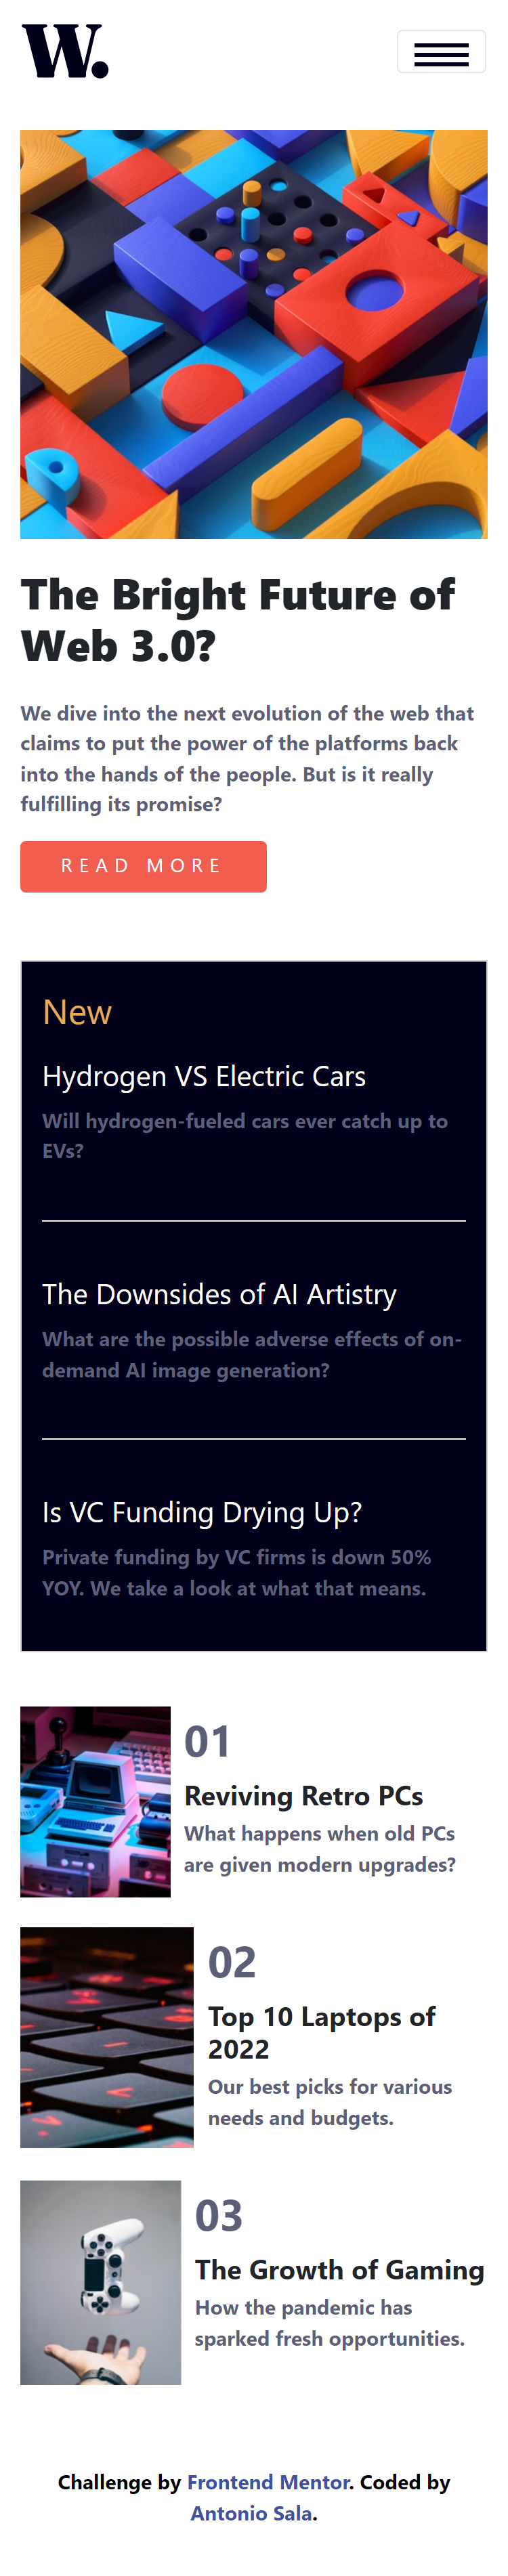 W.
The Bright Future of
Web 3.0?
We dive into the next evolution of the web that
claims to put the power of the platforms back
into the hands of the people. But is it really
fulfilling its promise?
READ MORE
New
Hydrogen VS Electric Cars
Will hydrogen-fueled cars ever catch up to
EVs?
The Downsides of AI Artistry
What are the possible adverse effects of on-
demand AI image generation?
Is VC Funding Drying Up?
Private funding by VC firms is down 50%
YOY. We take a look at what that means.
01
Reviving Retro PCs
What happens when old PCs
are given modern upgrades?
02
Top 10 Laptops of
2022
Our best picks for various
needs and budgets.
03
The Growth of Gaming
How the pandemic has
sparked fresh opportunities.
Challenge by Frontend Mentor. Coded by
Antonio Sala.